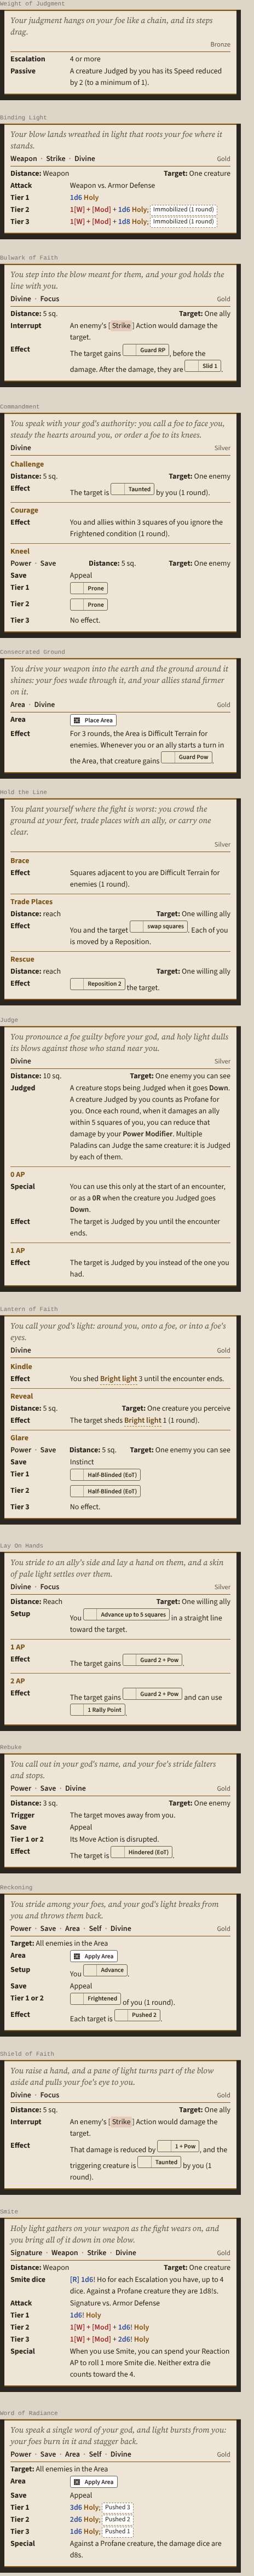 Weight of Judgment
Your judgment hangs on your foe like a chain, and its steps
drag.
Bronze
Escalation 4 or more
Passive A creature Judged by you has its Speed reduced
by 2 (to a minimum of 1).
Binding Light
Your blow lands wreathed in light that roots your foe where it
stands.
Weapon · Strike · Divine Gold
Distance: Weapon Target: One creature
Attack Weapon vs. Armor Defense
Tier 1 1d6 Holy
Tier 2 1[W] + [Mod] + 1d6 Holy; Immobilized (1 round)
Tier 3 1[W] + [Mod] + 1d8 Holy; Immobilized (1 round)
Bulwark of Faith
You step into the blow meant for them, and your god holds the
line with you.
Divine · Focus Gold
Distance: 5 sq. Target: One ally
Interrupt An enemy's [Strike] Action would damage the
target.
Effect The target gains Guard RP, before the
damage. After the damage, they are Slid 1.
Commandment
You speak with your god's authority: you call a foe to face you,
steady the hearts around you, or order a foe to its knees.
Divine Silver
Challenge
Distance: 5 sq. Target: One enemy
Effect The target is Taunted by you (1 round).
Courage
Effect You and allies within 3 squares of you ignore the
Frightened condition (1 round).
Kneel
Power · Save Distance: 5 sq. Target: One enemy
Save Appeal
Tier 1 Prone
Tier 2 Prone
Tier 3 No effect.
Consecrated Ground
You drive your weapon into the earth and the ground around it
shines: your foes wade through it, and your allies stand firmer
on it.
Area · Divine Gold
Area Place Area
Effect For 3 rounds, the Area is Difficult Terrain for
enemies. Whenever you or an ally starts a turn in
the Area, that creature gains Guard Pow.
Hold the Line
You plant yourself where the fight is worst: you crowd the
ground at your feet, trade places with an ally, or carry one
clear.
Silver
Brace
Effect Squares adjacent to you are Difficult Terrain for
enemies (1 round).
Trade Places
Distance: reach Target: One willing ally
Effect You and the target swap squares. Each of you
is moved by a Reposition.
Rescue
Distance: reach Target: One willing ally
Effect Reposition 2 the target.
Judge
You pronounce a foe guilty before your god, and holy light dulls
its blows against those who stand near you.
Divine Silver
Distance: 10 sq. Target: One enemy you can see
Judged A creature stops being Judged when it goes Down.
A creature Judged by you counts as Profane for
you. Once each round, when it damages an ally
within 5 squares of you, you can reduce that
damage by your Power Modifier. Multiple
Paladins can Judge the same creature: it is Judged
by each of them.
0 AP
Special You can use this only at the start of an encounter,
or as a 0R when the creature you Judged goes
Down.
Effect The target is Judged by you until the encounter
ends.
1 AP
Effect The target is Judged by you instead of the one you
had.
Lantern of Faith
You call your god's light: around you, onto a foe, or into a foe's
eyes.
Divine Silver
Kindle
Effect You shed Bright light 3 until the encounter ends.
Reveal
Distance: 5 sq. Target: One creature you perceive
Effect The target sheds Bright light 1 (1 round).
Glare
Power · Save Distance: 5 sq. Target: One enemy you can see
Save Instinct
Tier 1 Half-Blinded (EoT)
Tier 2 Half-Blinded (EoT)
Tier 3 No effect.
Lay On Hands
You stride to an ally's side and lay a hand on them, and a skin
of pale light settles over them.
Divine · Focus Silver
Distance: Reach Target: One willing ally
Setup You Advance up to 5 squares in a straight line
toward the target.
1 AP
Effect The target gains Guard 2 + Pow.
2 AP
Effect The target gains Guard 2 + Pow and can use
1 Rally Point.
Rebuke
You call out in your god's name, and your foe's stride falters
and stops.
Power · Save · Divine
Distance: 3 sq. Target: One enemy
Trigger The target moves away from you.
Save Appeal
Tier 1 or 2 Its Move Action is disrupted.
Effect The target is Hindered (EoT).
Reckoning
You stride among your foes, and your god's light breaks from
you and throws them back.
Power · Save · Area · Self · Divine
Target: All enemies in the Area
Area Apply Area
Setup You Advance.
Save Appeal
Tier 1 or 2 Frightened of you (1 round).
Effect Each target is Pushed 2.
Shield of Faith
You raise a hand, and a pane of light turns part of the blow
aside and pulls your foe's eye to you.
Divine · Focus
Distance: 5 sq. Target: One ally
Interrupt An enemy's [Strike] Action would damage the
target.
Effect That damage is reduced by 1 + Pow, and the
triggering creature is Taunted by you (1
round).
Smite
Holy light gathers on your weapon as the fight wears on, and
you bring all of it down in one blow.
Signature · Weapon · Strike · Divine Gold
Distance: Weapon Target: One creature
Smite dice [R] 1d6! Ho for each Escalation you have, up to 4
dice. Against a Profane creature they are 1d8!s.
Attack Signature vs. Armor Defense
Tier 1 1d6! Holy
Tier 2 1[W] + [Mod] + 1d6! Holy
Tier 3 1[W] + [Mod] + 2d6! Holy
Special When you use Smite, you can spend your Reaction
AP to roll 1 more Smite die. Neither extra die
counts toward the 4.
Word of Radiance
You speak a single word of your god, and light bursts from you:
your foes burn in it and stagger back.
Power · Save · Area · Self · Divine Gold
Target: All enemies in the Area
Area Apply Area
Save Appeal
Tier 1 3d6 Holy; Pushed 3
Tier 2 2d6 Holy; Pushed 2
Tier 3 1d6 Holy; Pushed 1
Special Against a Profane creature, the damage dice are
d8s.